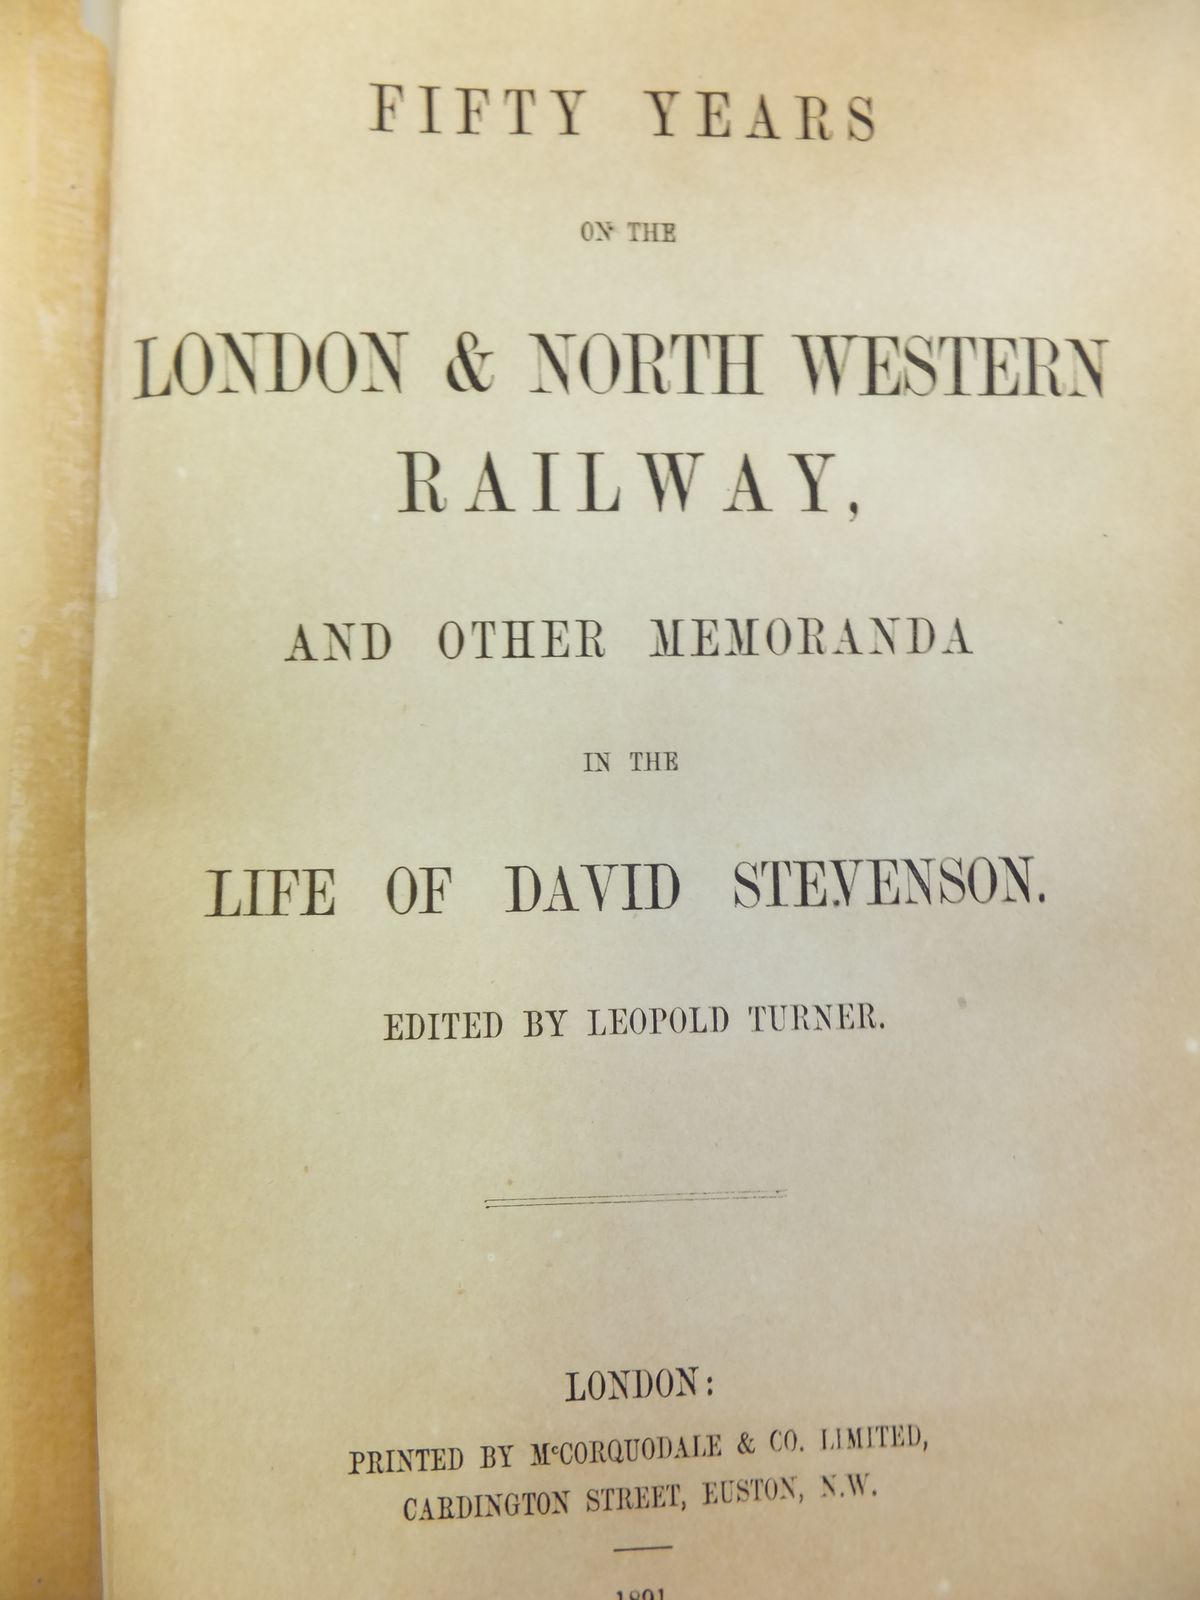 FIFTY YEARS
ON THE
LONDON & NORTH WESTERN
RAILWAY,
AND OTHER MEMORANDA
IN THE
LIFE OF DAVID STEVENSON.
EDITED BY LEOPOLD TURNER.
LONDON:
PRINTED BY McCORQUODALE & CO. LIMITED,
CARDINGTON STREET, EUSTON, N.W.
1891